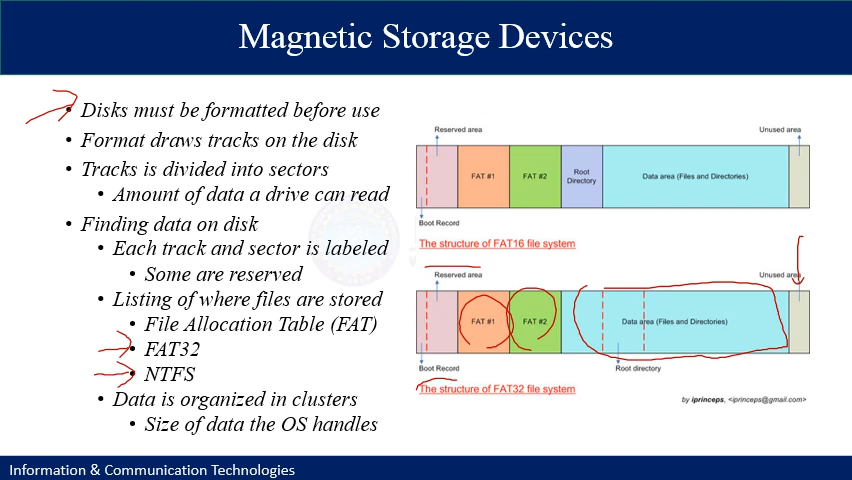 Magnetic Storage Devices
• Disks must be formatted before use
• Format draws tracks on the disk
• Tracks is divided into sectors
• Amount of data a drive can read
• Finding data on disk
• Each track and sector is labeled
• Some are reserved
• Listing of where files are stored
• File Allocation Table (FAT)
• FAT32
• NTFS
• Data is organized in clusters
• Size of data the OS handles
Reserved area
Unused area
FAT #1
FAT #2
Root Directory
Data area (Files and Directories)
Boot Record
The structure of FAT16 file system
Reserved area
Unused area
FAT #1
FAT #2
Data area (Files and Directories)
Boot Record
Root directory
The structure of FAT32 file system
by iprinceps, <iprinceps@gmail.com>
Information & Communication Technologies